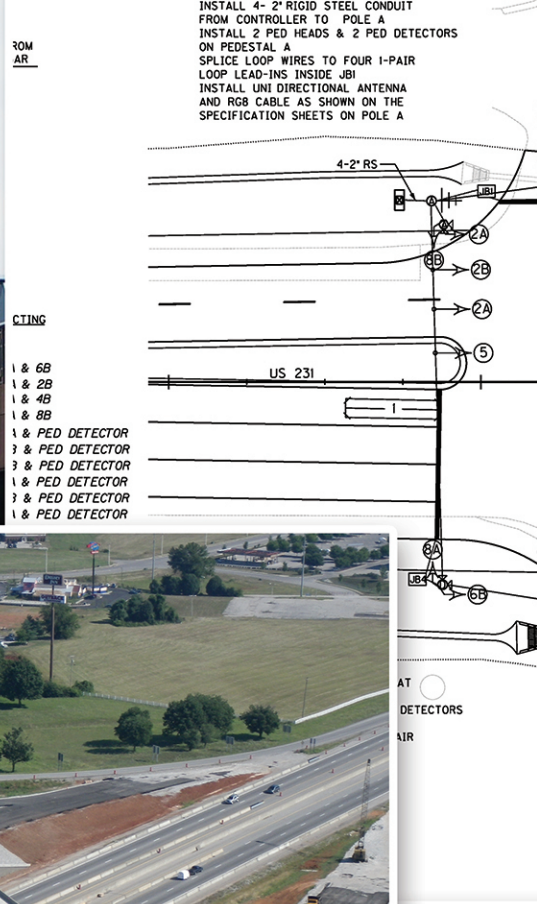 INSTALL 4- 2" RIGID STEEL CONDUIT
FROM CONTROLLER TO POLE A
INSTALL 2 PED HEADS & 2 PED DETECTORS
ON PEDESTAL A
SPLICE LOOP WIRES TO FOUR 1-PAIR
LOOP LEAD-INS INSIDE JB1
INSTALL UNI DIRECTIONAL ANTENNA
AND RG8 CABLE AS SHOWN ON THE
SPECIFICATION SHEETS ON POLE A
ROM
AR
4-2" RS
A
JB1
2A
8B
2B
2A
5
US 231
1
CTING
& 6B
& 2B
& 4B
& 8B
& PED DETECTOR
& PED DETECTOR
& PED DETECTOR
& PED DETECTOR
& PED DETECTOR
& PED DETECTOR
8A
JB4
6B
AT
DETECTORS
AIR